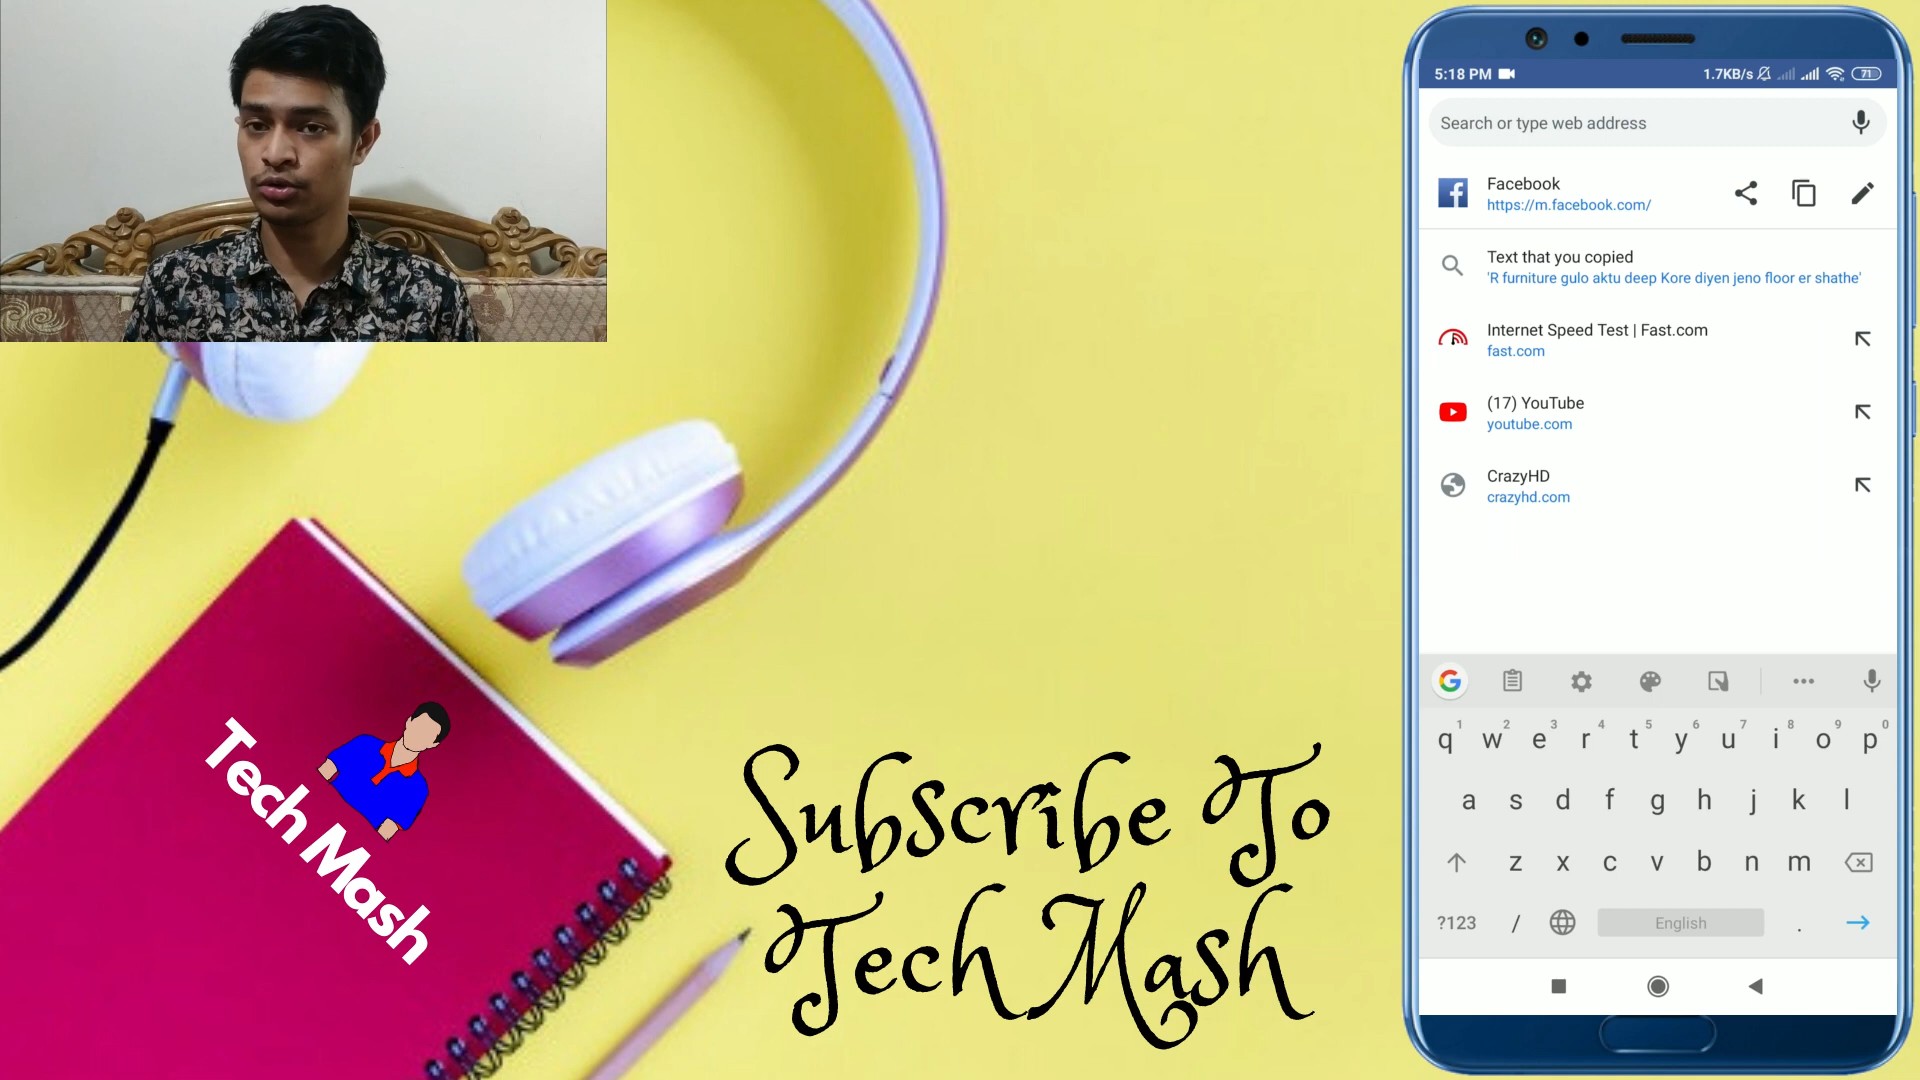 5:18 PM
1.7KB/s
71
Search or type web address
Facebook
https://m.facebook.com/
Text that you copied
'R furniture gulo aktu deep Kore diyen jeno floor er shathe'
Internet Speed Test | Fast.com
fast.com
(17) YouTube
youtube.com
CrazyHD
crazyhd.com
G
1 2 3 4 5 6 7 8 9 0
q w e r t y u i o p
a s d f g h j k l
z x c v b n m
?123 / English .
Tech Mash
Subscribe To
Tech Mash